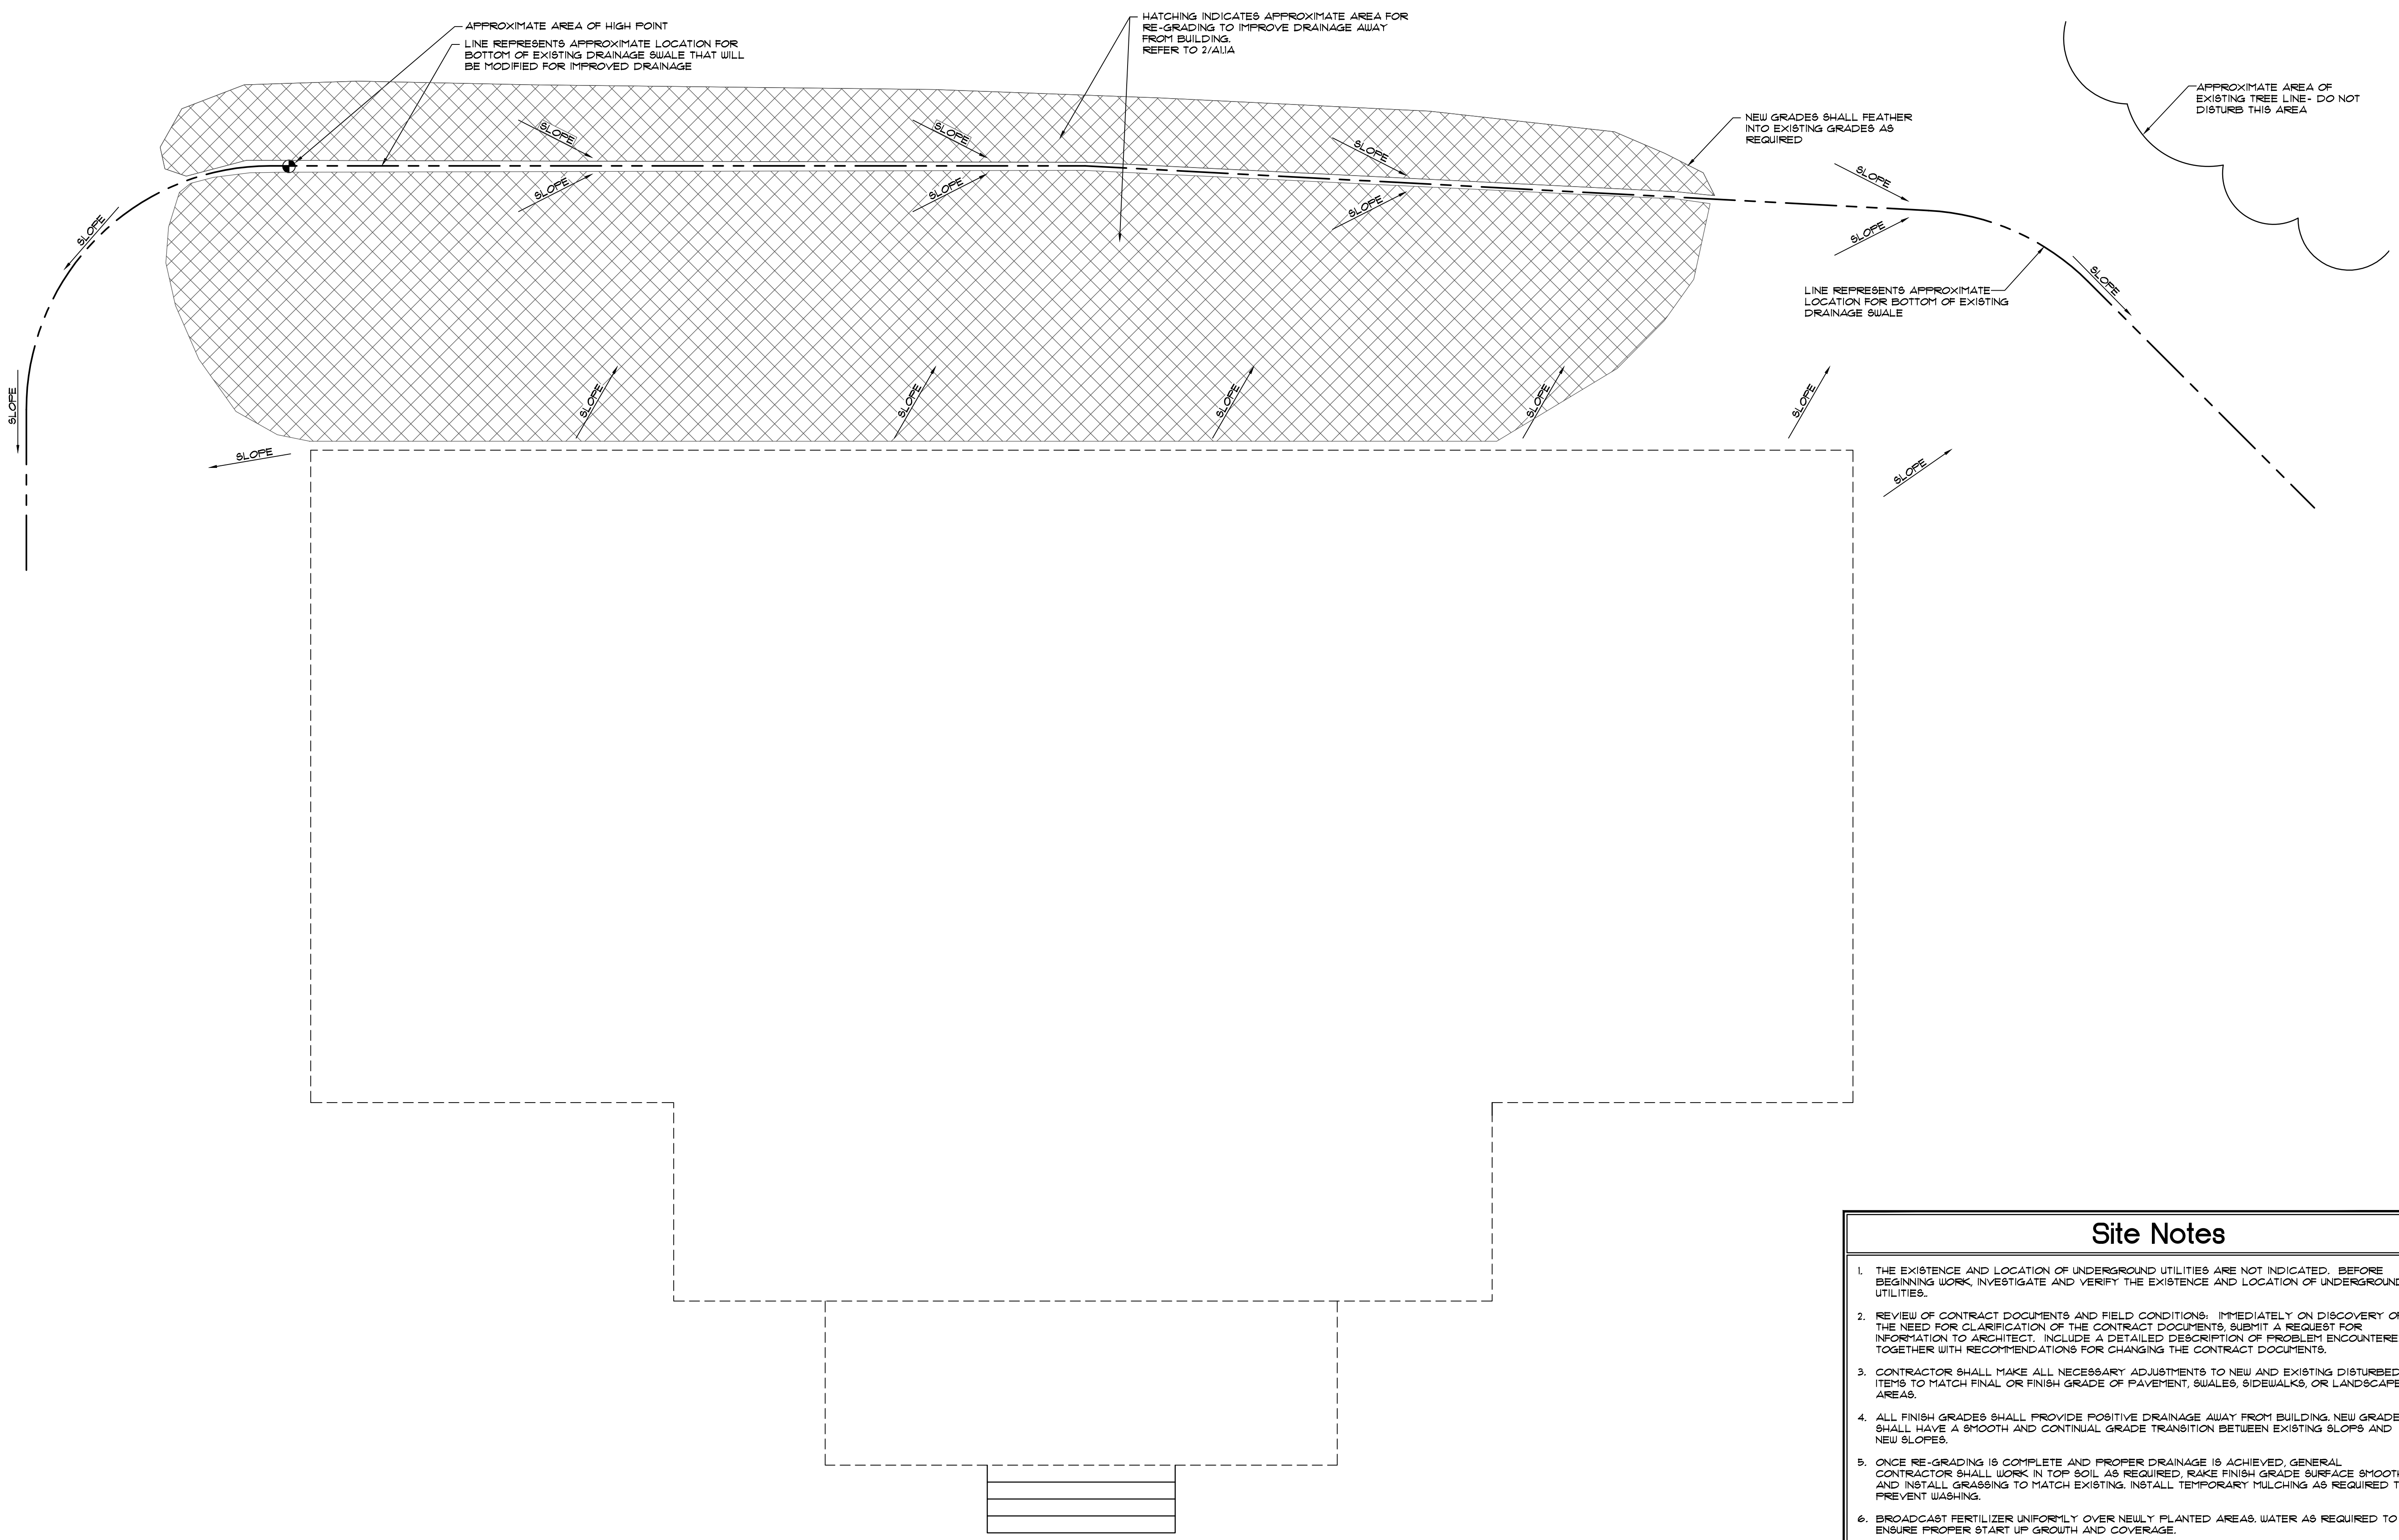 APPROXIMATE AREA OF HIGH POINT
LINE REPRESENTS APPROXIMATE LOCATION FOR
BOTTOM OF EXISTING DRAINAGE SWALE THAT WILL
BE MODIFIED FOR IMPROVED DRAINAGE
HATCHING INDICATES APPROXIMATE AREA FOR
RE-GRADING TO IMPROVE DRAINAGE AWAY
FROM BUILDING.
REFER TO 2/A1.1A
APPROXIMATE AREA OF
EXISTING TREE LINE- DO NOT
DISTURB THIS AREA
NEW GRADES SHALL FEATHER
INTO EXISTING GRADES AS
REQUIRED
SLOPE
SLOPE
SLOPE
SLOPE
SLOPE
SLOPE
SLOPE
SLOPE
SLOPE
SLOPE
SLOPE
LINE REPRESENTS APPROXIMATE
LOCATION FOR BOTTOM OF EXISTING
DRAINAGE SWALE
SLOPE
SLOPE
SLOPE
SLOPE
SLOPE
SLOPE
SLOPE
Site Notes
1. THE EXISTENCE AND LOCATION OF UNDERGROUND UTILITIES ARE NOT INDICATED. BEFORE
BEGINNING WORK, INVESTIGATE AND VERIFY THE EXISTENCE AND LOCATION OF UNDERGROUND
UTILITIES..
2. REVIEW OF CONTRACT DOCUMENTS AND FIELD CONDITIONS: IMMEDIATELY ON DISCOVERY OF
THE NEED FOR CLARIFICATION OF THE CONTRACT DOCUMENTS, SUBMIT A REQUEST FOR
INFORMATION TO ARCHITECT. INCLUDE A DETAILED DESCRIPTION OF PROBLEM ENCOUNTERE
TOGETHER WITH RECOMMENDATIONS FOR CHANGING THE CONTRACT DOCUMENTS.
3. CONTRACTOR SHALL MAKE ALL NECESSARY ADJUSTMENTS TO NEW AND EXISTING DISTURBED
ITEMS TO MATCH FINAL OR FINISH GRADE OF PAVEMENT, SWALES, SIDEWALKS, OR LANDSCAPE
AREAS.
4. ALL FINISH GRADES SHALL PROVIDE POSITIVE DRAINAGE AWAY FROM BUILDING. NEW GRADE
SHALL HAVE A SMOOTH AND CONTINUAL GRADE TRANSITION BETWEEN EXISTING SLOPS AND
NEW SLOPES.
5. ONCE RE-GRADING IS COMPLETE AND PROPER DRAINAGE IS ACHIEVED, GENERAL
CONTRACTOR SHALL WORK IN TOP SOIL AS REQUIRED, RAKE FINISH GRADE SURFACE SMOOTH
AND INSTALL GRASSING TO MATCH EXISTING. INSTALL TEMPORARY MULCHING AS REQUIRED T
PREVENT WASHING.
6. BROADCAST FERTILIZER UNIFORMLY OVER NEWLY PLANTED AREAS. WATER AS REQUIRED TO
ENSURE PROPER START UP GROWTH AND COVERAGE.